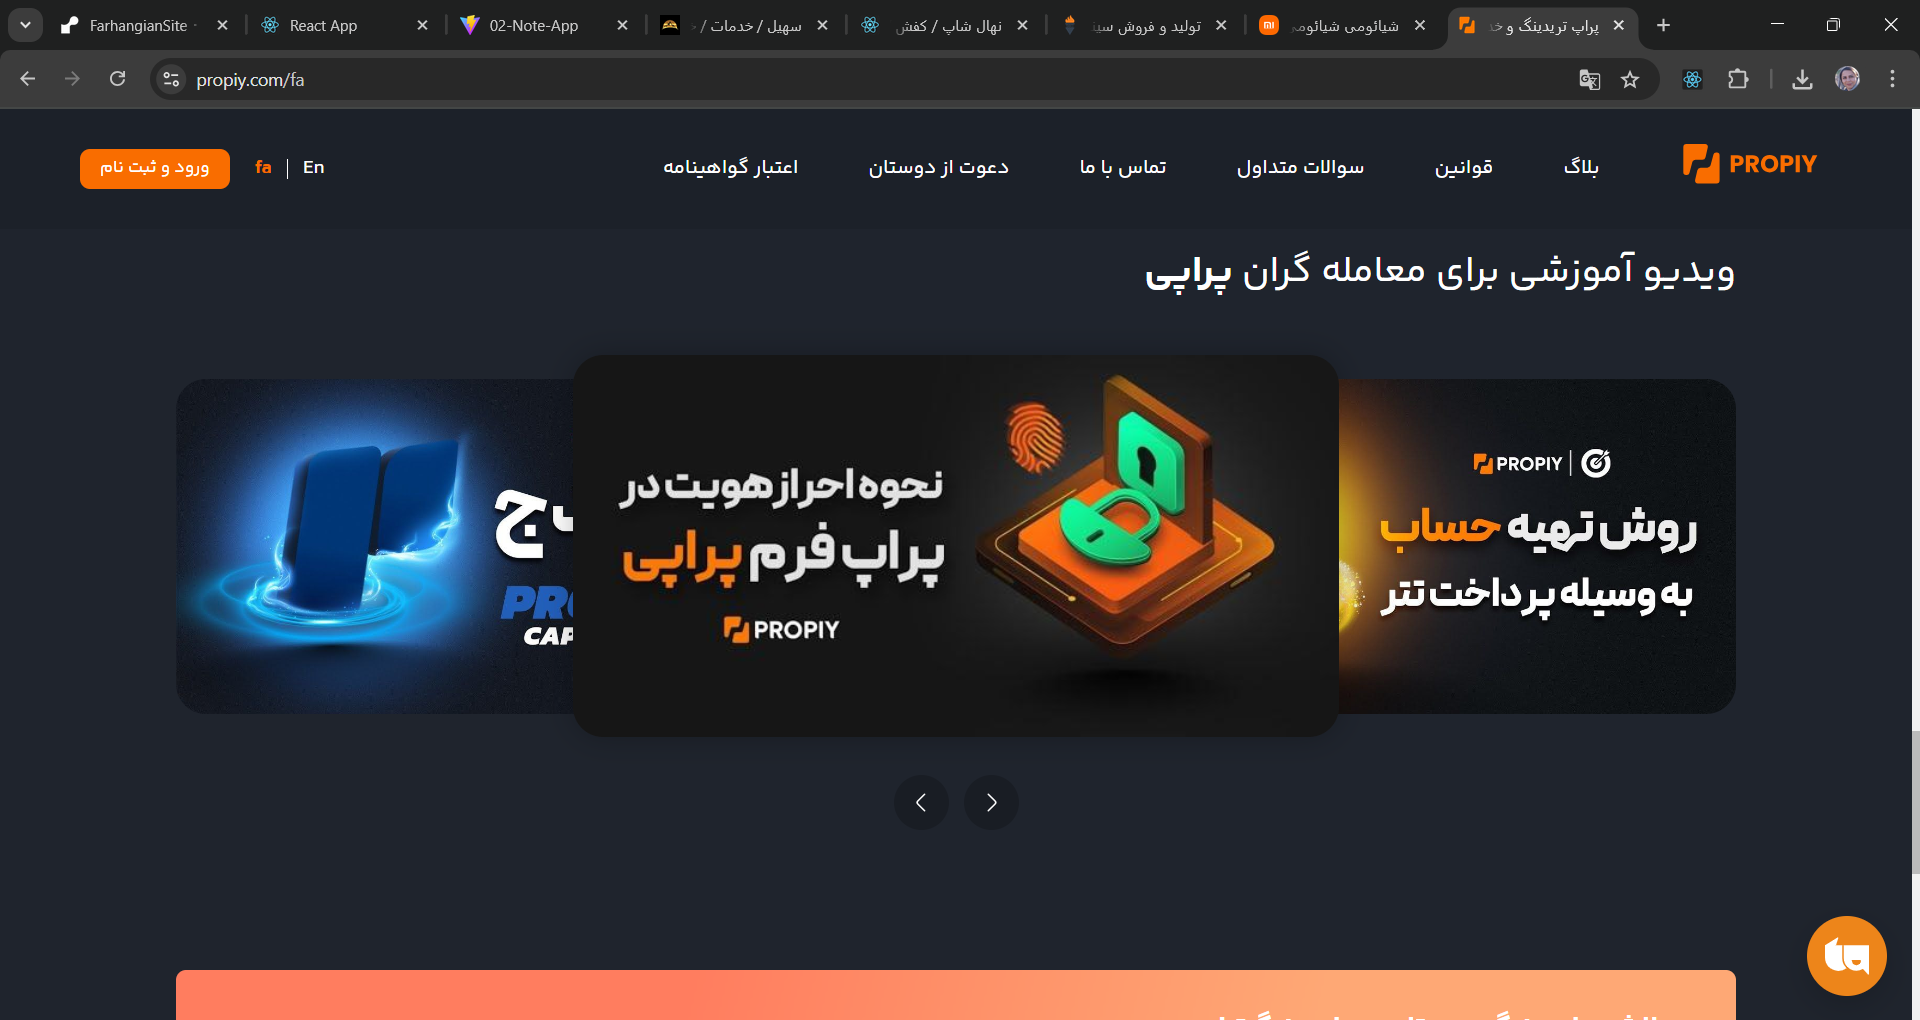 FarhangianSite
React App
02-Note-App
سهیل / خدمات /
نهال شاپ / کفش
تولید و فروش سینی
شیائومی شیائومی
پراپ تریدینگ و خد
propiy.com/fa
PROPIY
بلاگ
قوانین
سوالات متداول
تماس با ما
دعوت از دوستان
اعتبار گواهینامه
En | fa
ورود و ثبت نام
ویدیو آموزشی برای معامله گران پراپی
PROPIY
روش تهیه حساب
به وسیله پرداخت تتر
نحوه احراز هویت در
پراپ فرم پراپی
PROPIY